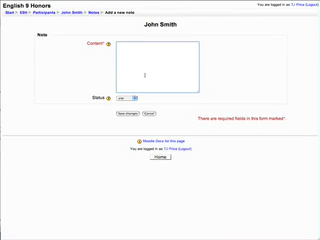 English 9 Honors
You are logged in as T.J. Price (Logout)
Start ► E9H ► Participants ► John Smith ► Notes ► Add a new note
John Smith
Note
Content*
Status
site
Save changes Cancel
There are required fields in this form marked*.
Moodle Docs for this page
You are logged in as T.J. Price (Logout)
Home